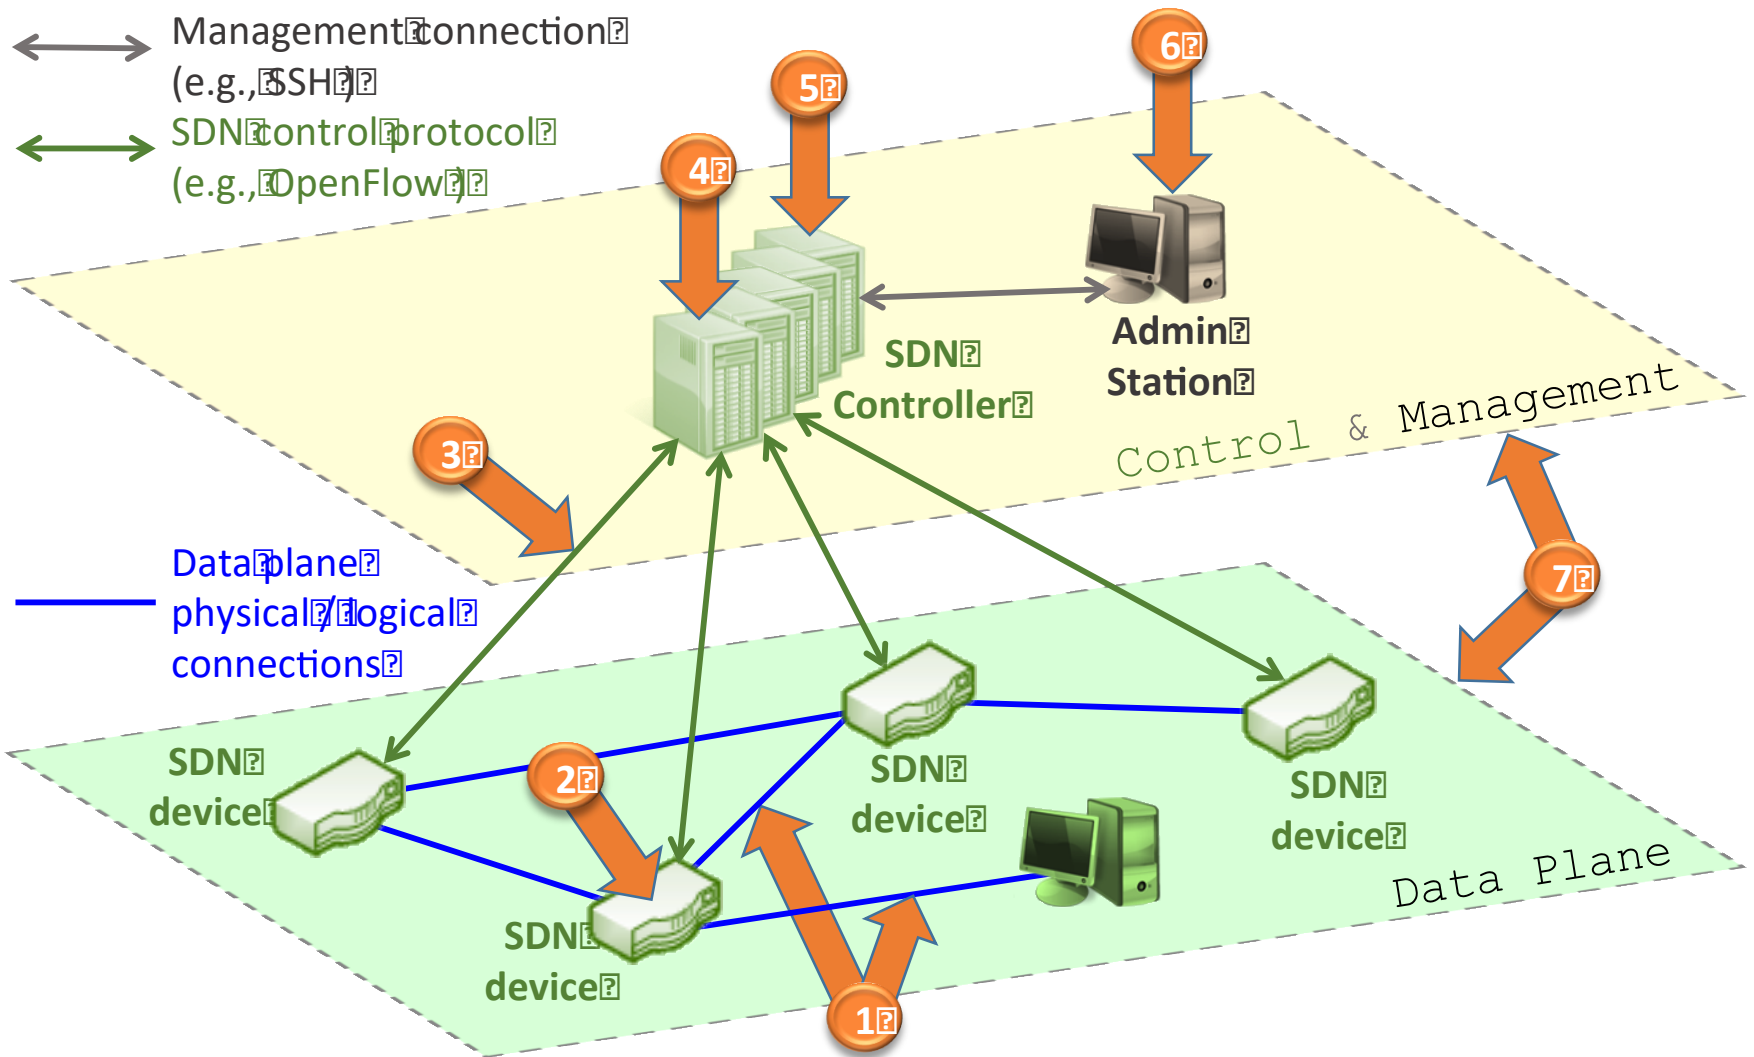 Management connection
(e.g., SSH)
SDN control protocol
(e.g., OpenFlow)
6
5
4
Admin
Station
SDN
Controller
Control & Management
3
7
Data plane
physical / logical
connections
SDN
device
2
SDN
device
SDN
device
SDN
device
Data Plane
1